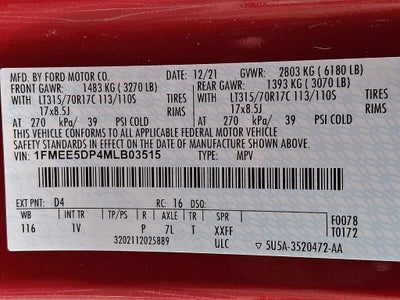 MFD. BY FORD MOTOR CO. 12/21 GVWR: 2803 KG ( 6180 LB)
FRONT GAWR: 1483 KG ( 3270 LB) REAR GAWR: 1393 KG ( 3070 LB)
WITH LT315/70R17C 113/110S TIRES WITH LT315/70R17C 113/110S TIRES
17x8.5J RIMS 17x8.5J RIMS
AT 270 kPa/ 39 PSI COLD AT 270 kPa/ 39 PSI COLD
THIS VEHICLE CONFORMS TO ALL APPLICABLE FEDERAL MOTOR VEHICLE
SAFETY STANDARDS IN EFFECT ON THE DATE OF MANUFACTURE SHOWN ABOVE.
VIN: 1FMEE5DP4MLB03515 TYPE: MPV
EXT PNT: D4 RC: 16 DSO: F0078
WB INT TR TP/PS R AXLE TR SPR T0172
116 1V P 7L T XXFF
3202112025889 ULC 5U5A-3520472-AA